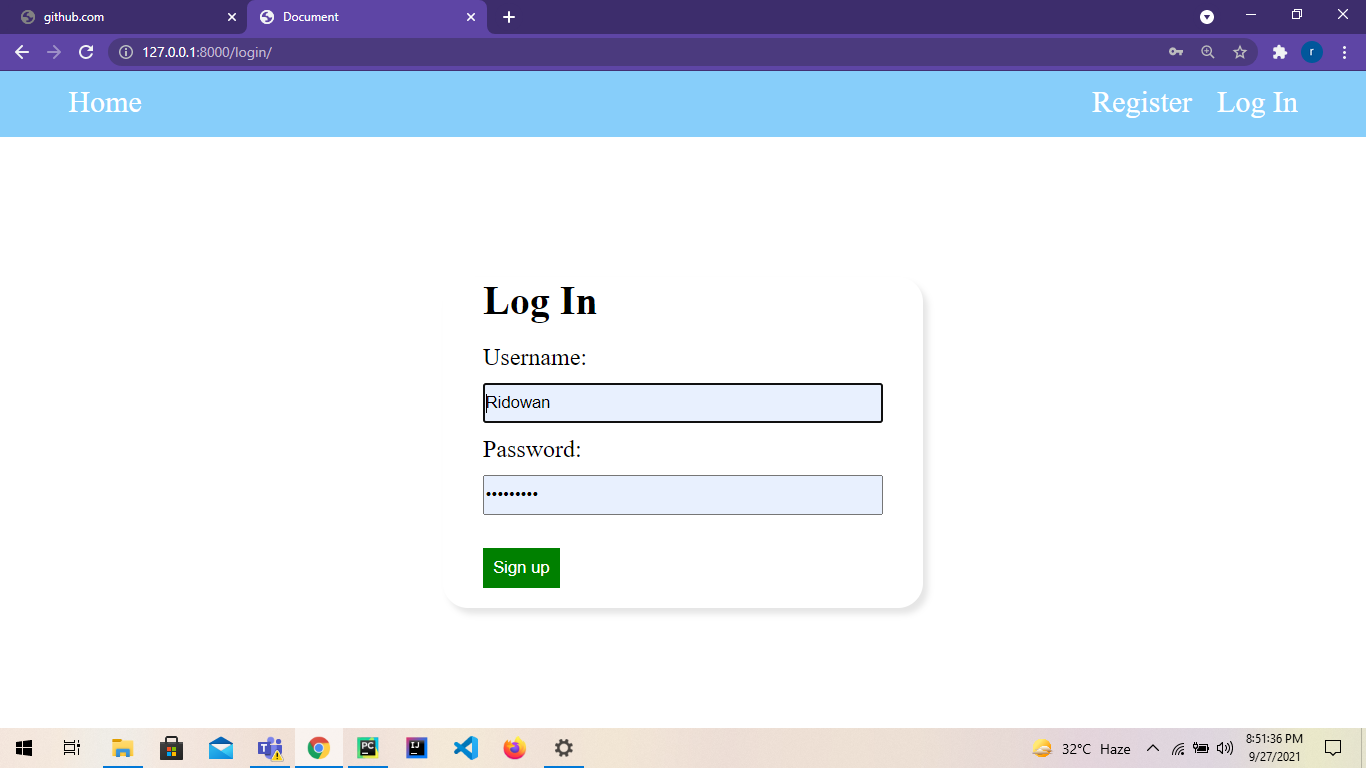 github.com
Document
127.0.0.1:8000/login/
r
Home
Register
Log In
Log In
Username:
Ridowan
Password:
•••••••••
Sign up
PC
IJ
32°C Haze
8:51:36 PM
9/27/2021